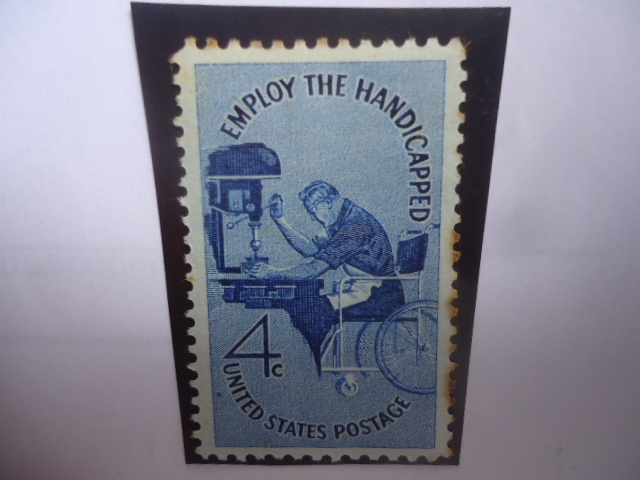 EMPLOY THE HANDICAPPED
4c
UNITED STATES POSTAGE